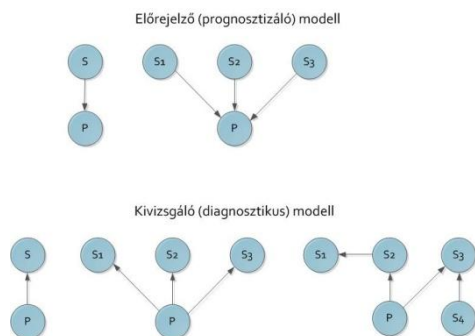 Előrejelző (prognosztizáló) modell
S S1 S2 S3
P P
Kivizsgáló (diagnosztikus) modell
S S1 S2 S3 S1 S2 S3
P P P S4